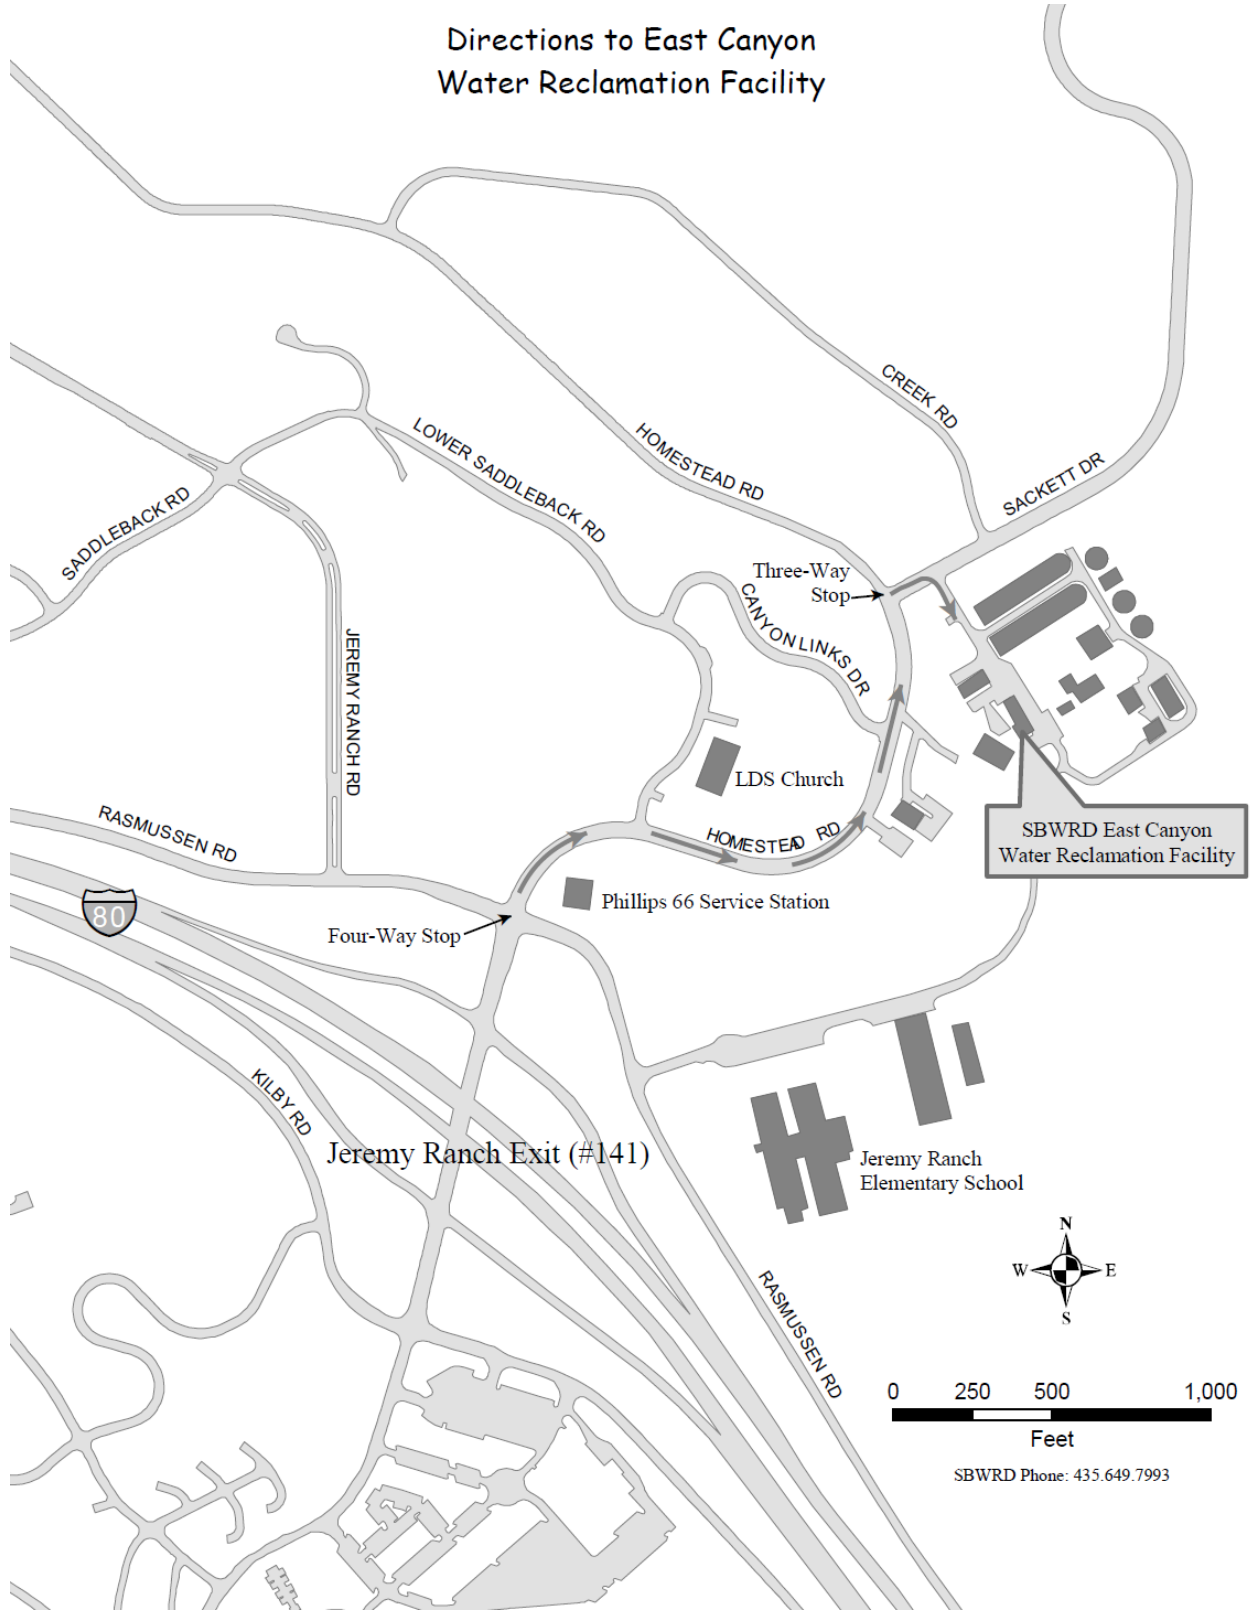 Directions to East Canyon
Water Reclamation Facility
CREEK RD
HOMESTEAD RD
LOWER SADDLEBACK RD
SACKETT DR
SADDLEBACK RD
Three-Way
Stop
CANYON LINKS DR
JEREMY RANCH RD
LDS Church
RASMUSSEN RD
HOMESTEAD RD
SBWRD East Canyon
Water Reclamation Facility
80
Phillips 66 Service Station
Four-Way Stop
KILBY RD
Jeremy Ranch Exit (#141)
Jeremy Ranch
Elementary School
N
W
E
S
RASMUSSEN RD
0 250 500 1,000
Feet
SBWRD Phone: 435.649.7993